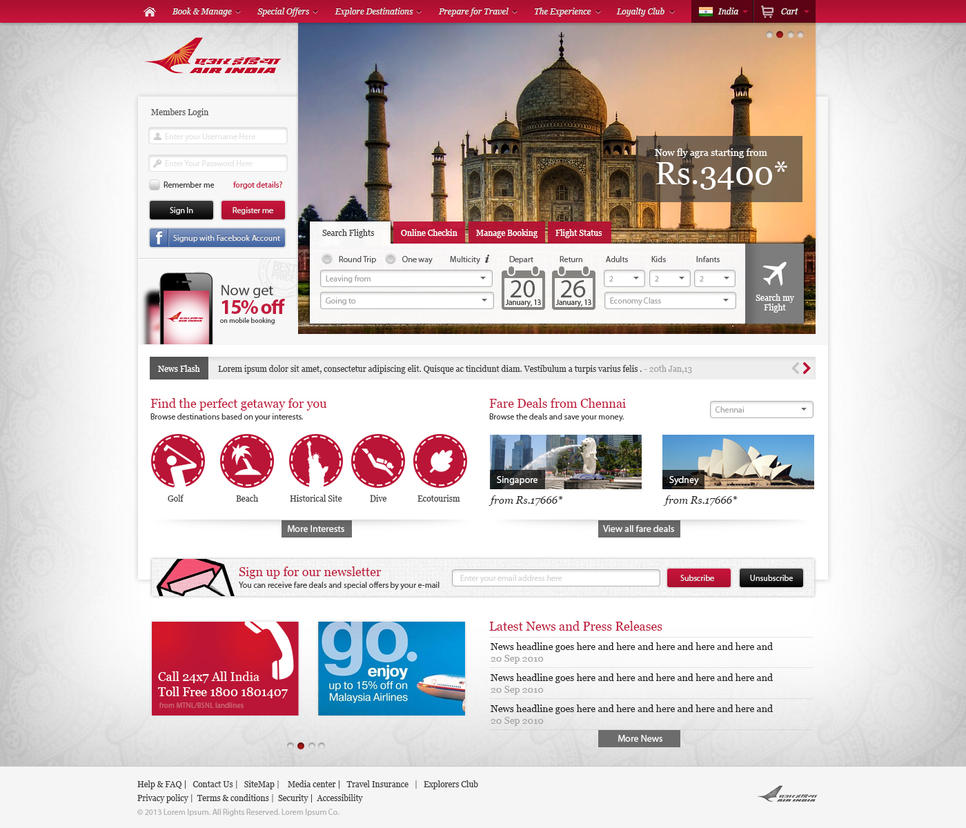 Book & Manage Special Offers Explore Destinations Prepare for Travel The Experience Loyalty Club India Cart
एअर इंडिया
AIR INDIA
Members Login
Enter your Username Here
Enter Your Password Here
Remember me forgot details?
Sign In Register me
f Signup with Facebook Account
Now get
15% off
on mobile booking
Now fly agra starting from
Rs.3400*
Search Flights Online Checkin Manage Booking Flight Status
Round Trip One way Multicity i Depart Return Adults Kids Infants
Leaving from 20 January, 13 26 January, 13 2 2 2
Going to Economy Class
Search my
Flight
News Flash Lorem ipsum dolor sit amet, consectetur adipiscing elit. Quisque ac tincidunt diam. Vestibulum a turpis varius felis . - 20th Jan,13
Find the perfect getaway for you
Browse destinations based on your interests.
Golf Beach Historical Site Dive Ecotourism
More Interests
Fare Deals from Chennai
Browse the deals and save your money.
Chennai
Singapore Sydney
from Rs.17666* from Rs.17666*
View all fare deals
Sign up for our newsletter
You can receive fare deals and special offers by your e-mail
Enter your email address here Subscribe Unsubscribe
Call 24x7 All India
Toll Free 1800 1801407
from MTNL/BSNL landlines
go.
enjoy
up to 15% off on
Malaysia Airlines
Latest News and Press Releases
News headline goes here and here and here and here and here and
20 Sep 2010
News headline goes here and here and here and here and here and
20 Sep 2010
News headline goes here and here and here and here and here and
20 Sep 2010
More News
Help & FAQ | Contact Us | SiteMap | Media center | Travel Insurance | Explorers Club
Privacy policy | Terms & conditions | Security | Accessibility
© 2013 Lorem Ipsum. All Rights Reserved. Lorem Ipsum Co.
एअर इंडिया
AIR INDIA